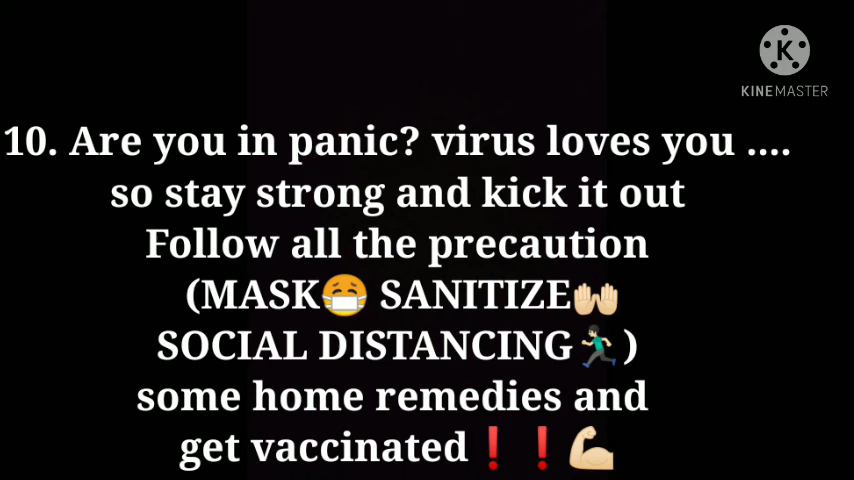 KINEMASTER
10. Are you in panic? virus loves you ....
so stay strong and kick it out
Follow all the precaution
(MASK😷 SANITIZE🙌🏻
SOCIAL DISTANCING🏃🏻‍♂️)
some home remedies and
get vaccinated❗❗💪🏻